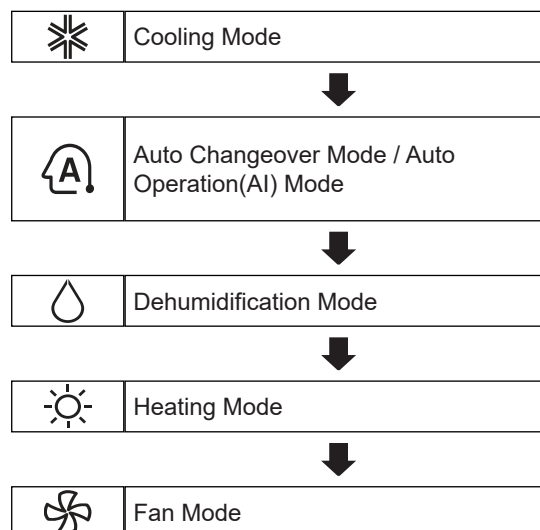 Cooling Mode
A
Auto Changeover Mode / Auto
Operation(AI) Mode
Dehumidification Mode
Heating Mode
Fan Mode